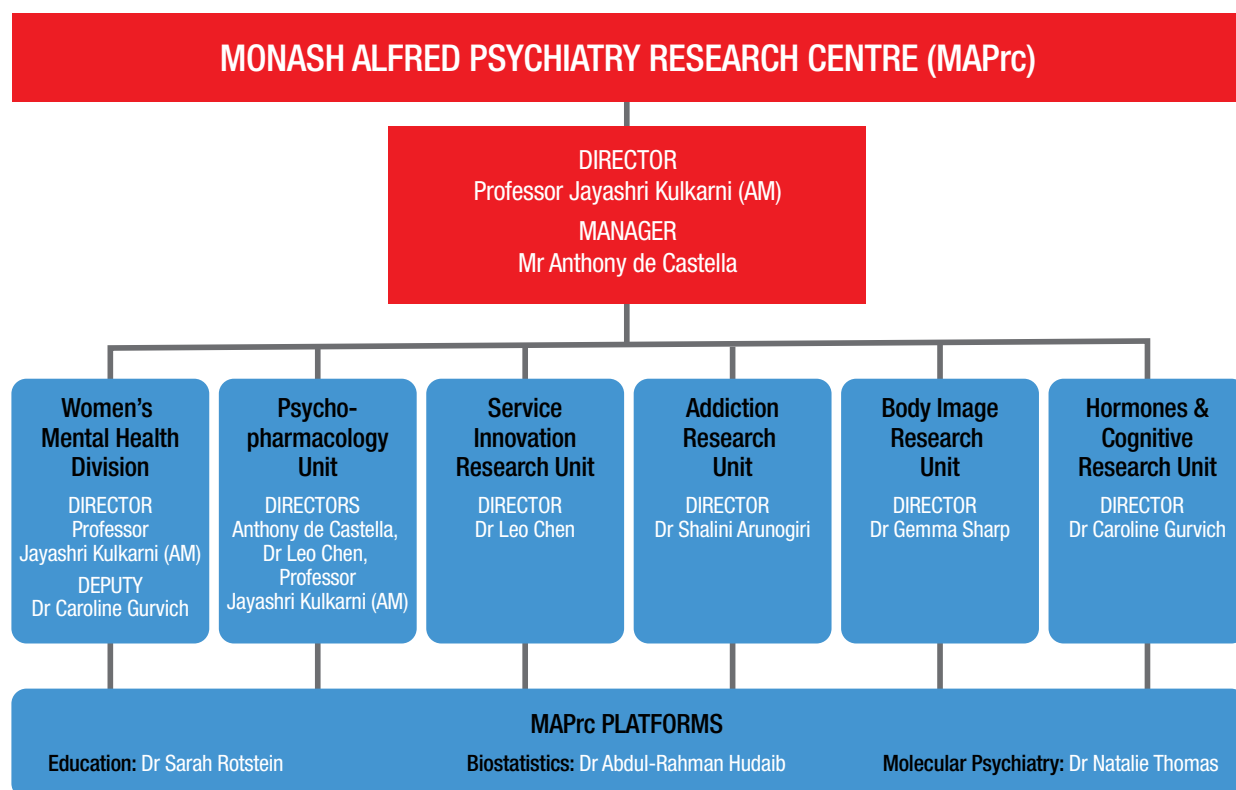 MONASH ALFRED PSYCHIATRY RESEARCH CENTRE (MAPrc)
DIRECTOR
Professor Jayashri Kulkarni (AM)
MANAGER
Mr Anthony de Castella
Women's
Mental Health
Division
DIRECTOR
Professor
Jayashri Kulkarni (AM)
DEPUTY
Dr Caroline Gurvich
Psycho-
pharmacology
Unit
DIRECTORS
Anthony de Castella,
Dr Leo Chen,
Professor
Jayashri Kulkarni (AM)
Service
Innovation
Research Unit
DIRECTOR
Dr Leo Chen
Addiction
Research
Unit
DIRECTOR
Dr Shalini Arunogiri
Body Image
Research
Unit
DIRECTOR
Dr Gemma Sharp
Hormones &
Cognitive
Research Unit
DIRECTOR
Dr Caroline Gurvich
MAPrc PLATFORMS
Education: Dr Sarah Rotstein
Biostatistics: Dr Abdul-Rahman Hudaib
Molecular Psychiatry: Dr Natalie Thomas